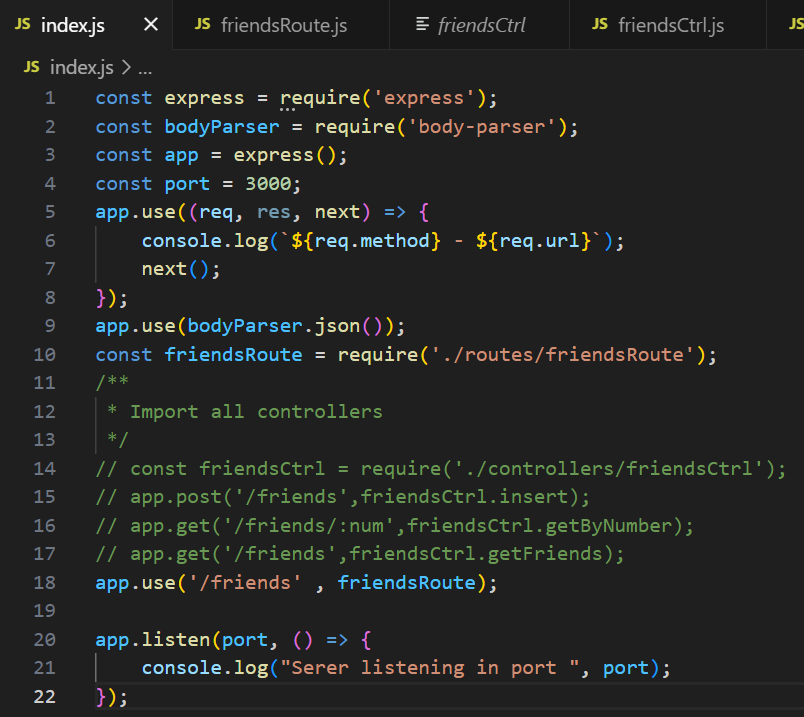 JS index.js × JS friendsRoute.js friendsCtrl JS friendsCtrl.js JS
JS index.js > ...
1 const express = require('express');
2 const bodyParser = require('body-parser');
3 const app = express();
4 const port = 3000;
5 app.use((req, res, next) => {
6     console.log(`${req.method} - ${req.url}`);
7     next();
8 });
9 app.use(bodyParser.json());
10 const friendsRoute = require('./routes/friendsRoute');
11 /**
12  * Import all controllers
13  */
14 // const friendsCtrl = require('./controllers/friendsCtrl');
15 // app.post('/friends',friendsCtrl.insert);
16 // app.get('/friends/:num',friendsCtrl.getByNumber);
17 // app.get('/friends',friendsCtrl.getFriends);
18 app.use('/friends' , friendsRoute);
19
20 app.listen(port, () => {
21     console.log("Serer listening in port ", port);
22 });